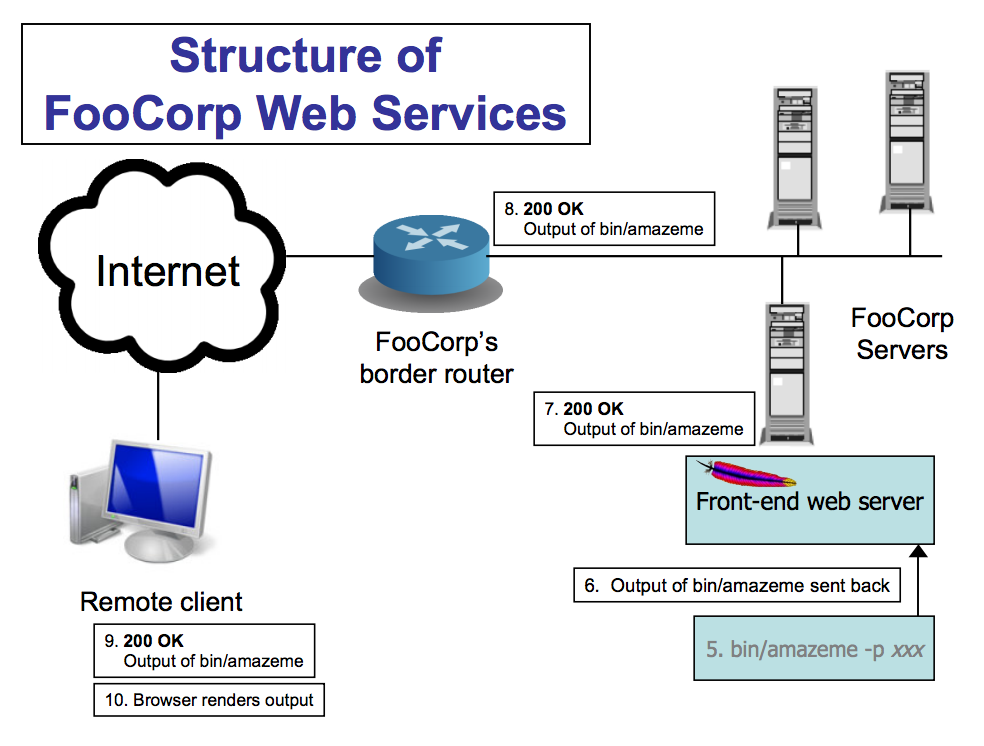 Structure of
FooCorp Web Services
8. 200 OK
Output of bin/amazeme
Internet
FooCorp's
border router
FooCorp
Servers
7. 200 OK
Output of bin/amazeme
Front-end web server
6. Output of bin/amazeme sent back
5. bin/amazeme -p xxx
Remote client
9. 200 OK
Output of bin/amazeme
10. Browser renders output